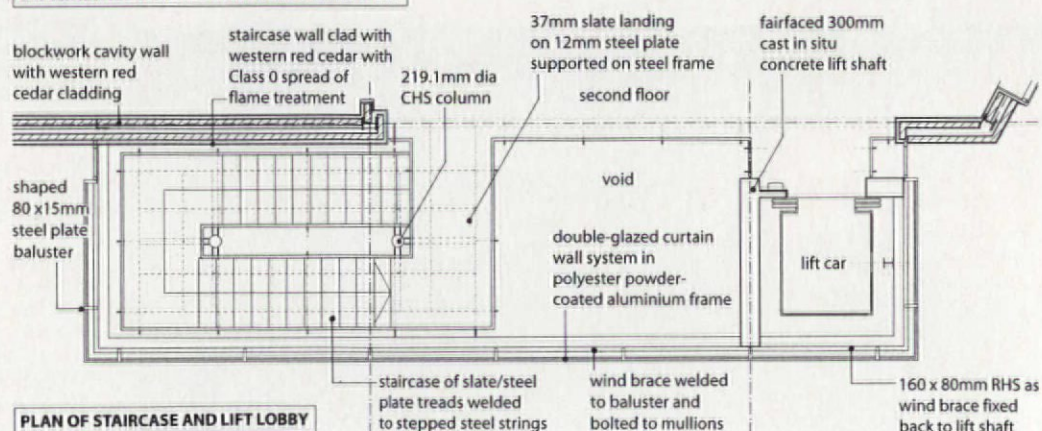 blockwork cavity wall
with western red
cedar cladding
staircase wall clad with
western red cedar with
Class 0 spread of
flame treatment
219.1mm dia
CHS column
37mm slate landing
on 12mm steel plate
supported on steel frame
second floor
fairfaced 300mm
cast in situ
concrete lift shaft
void
shaped
80 x15mm
steel plate
baluster
double-glazed curtain
wall system in
polyester powder-
coated aluminium frame
lift car
staircase of slate/steel
plate treads welded
to stepped steel strings
wind brace welded
to baluster and
bolted to mullions
160 x 80mm RHS as
wind brace fixed
back to lift shaft
PLAN OF STAIRCASE AND LIFT LOBBY